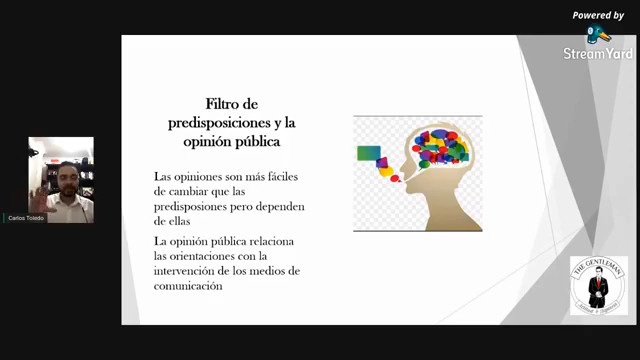 Powered by
StreamYard
Filtro de
predisposiciones y la
opinión pública
Las opiniones son más fáciles
de cambiar que las
predisposiones pero dependen
de ellas
La opinión pública relaciona
las orientaciones con la
intervención de los medios de
comunicación
Carlos Toledo
THE GENTLEMAN